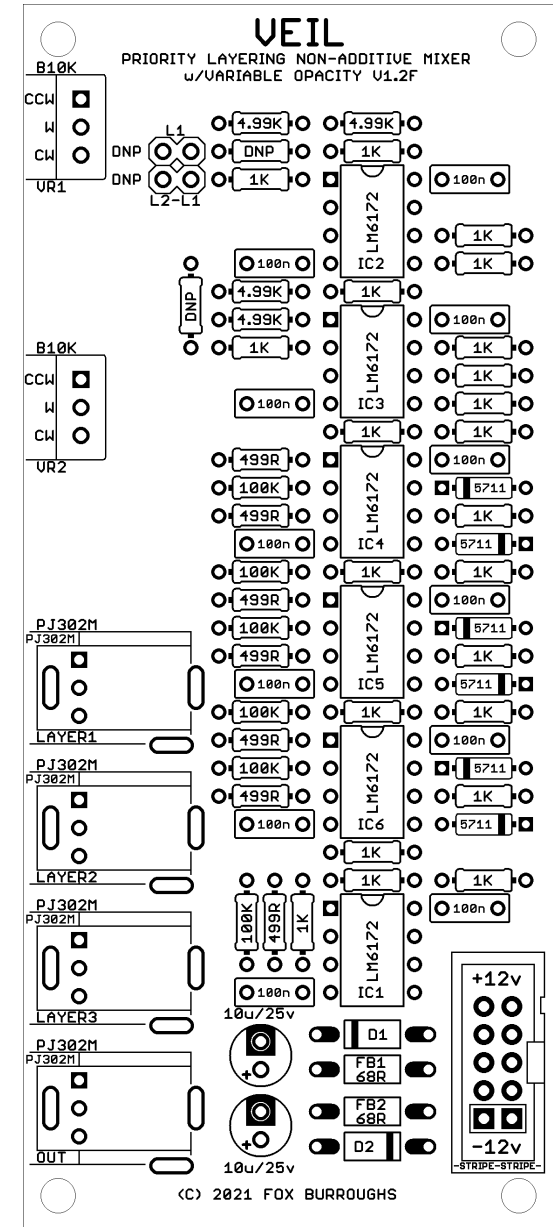 VEIL
PRIORITY LAYERING NON-ADDITIVE MIXER
w/VARIABLE OPACITY V1.2F
B10K
CCW
W
CW
VR1
L1
DNP
DNP
L2-L1
4.99K 4.99K
DNP 1K
1K
LM6172
IC2
100n
1K
100n 1K
DNP
4.99K 1K
4.99K
1K
LM6172
IC3
100n
1K
1K
100n 1K
1K 1K
B10K
CCW
W
CW
VR2
499R
100K
499R
LM6172
IC4
100n
5711
1K
100n 5711
100K 1K 1K
499R
100K
499R
LM6172
IC5
100n
5711
1K
100n 5711
100K 1K 1K
499R
100K
499R
LM6172
IC6
100n
5711
1K
100n 5711
1K
1K 1K
100K
499R
1K
LM6172
IC1
100n
100n
PJ302M
PJ302M
LAYER1
PJ302M
PJ302M
LAYER2
PJ302M
PJ302M
LAYER3
PJ302M
PJ302M
OUT
10u/25v
+
+
10u/25v
D1
FB1
68R
FB2
68R
D2
+12v
-12v
-STRIPE-STRIPE-
(C) 2021 FOX BURROUGHS